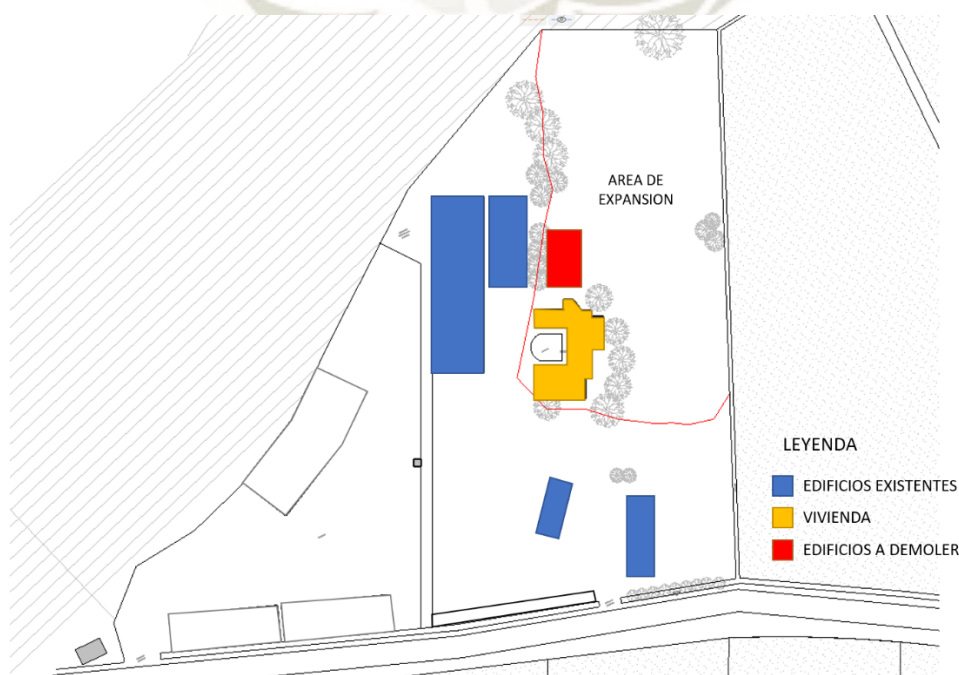 AREA DE
EXPANSION
LEYENDA
EDIFICIOS EXISTENTES
VIVIENDA
EDIFICIOS A DEMOLER